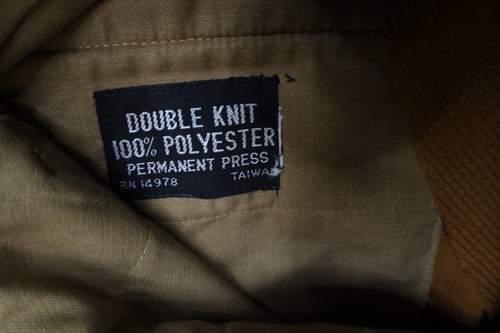 DOUBLE KNIT
100% POLYESTER
PERMANENT PRESS
RN 14978 TAIWAN